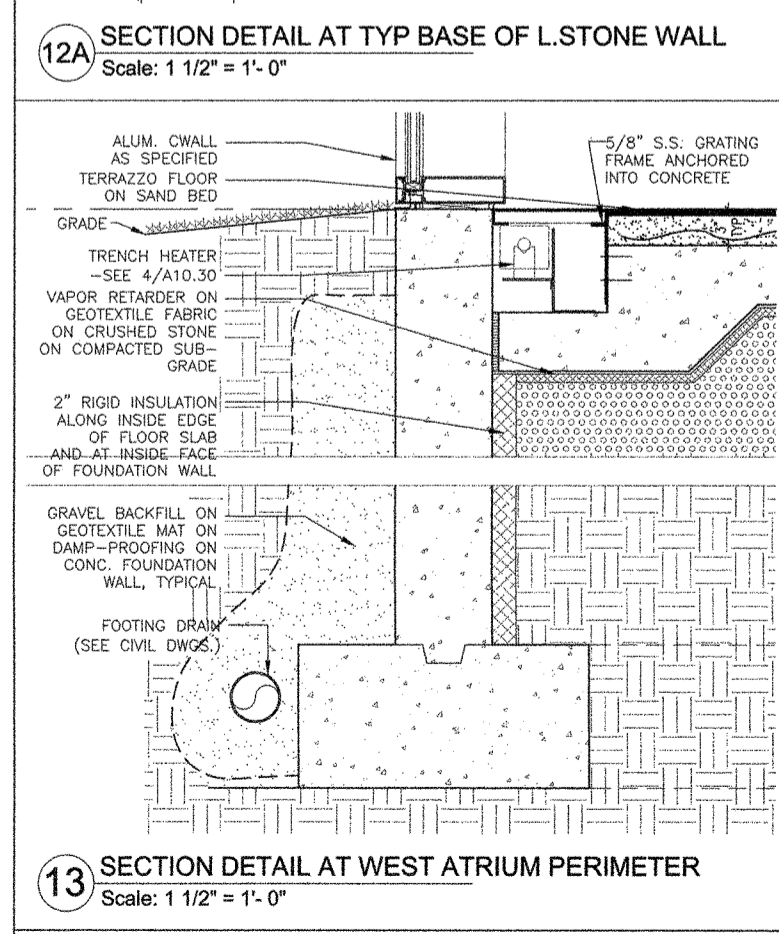 12A
SECTION DETAIL AT TYP BASE OF L.STONE WALL
Scale: 1 1/2" = 1'- 0"
ALUM. CWALL
AS SPECIFIED
TERRAZZO FLOOR
ON SAND BED
GRADE
TRENCH HEATER
-SEE 4/A10.30
VAPOR RETARDER ON
GEOTEXTILE FABRIC
ON CRUSHED STONE
ON COMPACTED SUB-
GRADE
2" RIGID INSULATION
ALONG INSIDE EDGE
OF FLOOR SLAB
AND AT INSIDE FACE
OF FOUNDATION WALL
GRAVEL BACKFILL ON
GEOTEXTILE MAT ON
DAMP-PROOFING ON
CONC. FOUNDATION
WALL, TYPICAL
FOOTING DRAIN
(SEE CIVIL DWGS.)
5/8" S.S. GRATING
FRAME ANCHORED
INTO CONCRETE
3"
TYP
13
SECTION DETAIL AT WEST ATRIUM PERIMETER
Scale: 1 1/2" = 1'- 0"